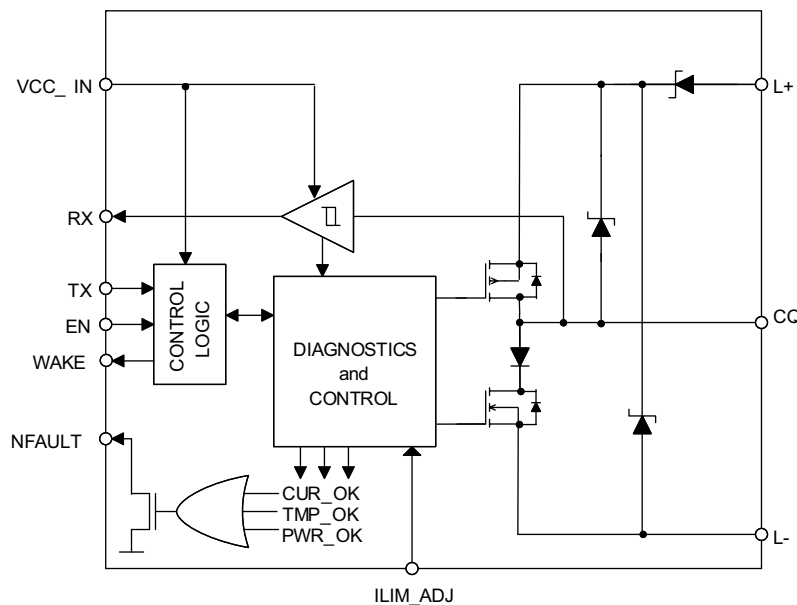 VCC_ IN
L+
RX
TX
EN
WAKE
CONTROL
LOGIC
DIAGNOSTICS
and
CONTROL
CQ
NFAULT
CUR_OK
TMP_OK
PWR_OK
L-
ILIM_ADJ